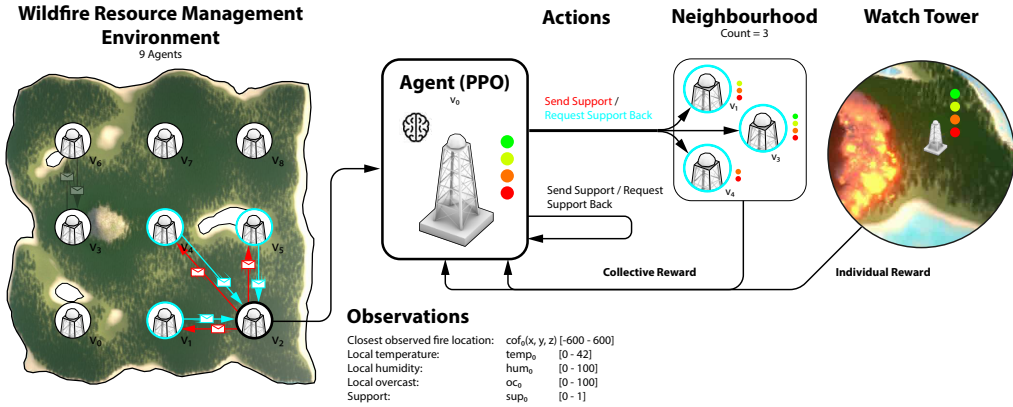 Wildfire Resource Management
Environment
9 Agents
V6
V7
V8
V3
V4
V5
V0
V1
V2
Agent (PPO)
V0
Actions
Send Support /
Request Support Back
Send Support / Request
Support Back
Neighbourhood
Count = 3
V1
V3
V4
Watch Tower
Collective Reward
Individual Reward
Observations
Closest observed fire location: cof₀(x, y, z) [-600 - 600]
Local temperature: temp₀ [0 - 42]
Local humidity: hum₀ [0 - 100]
Local overcast: oc₀ [0 - 100]
Support: sup₀ [0 - 1]